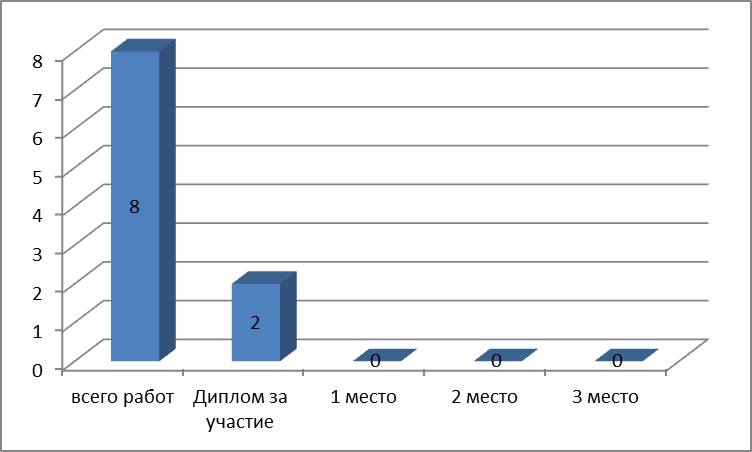 8
7
6
5
4
3
2
1
0
8
2
0
0
0
всего работ
Диплом за
участие
1 место
2 место
3 место